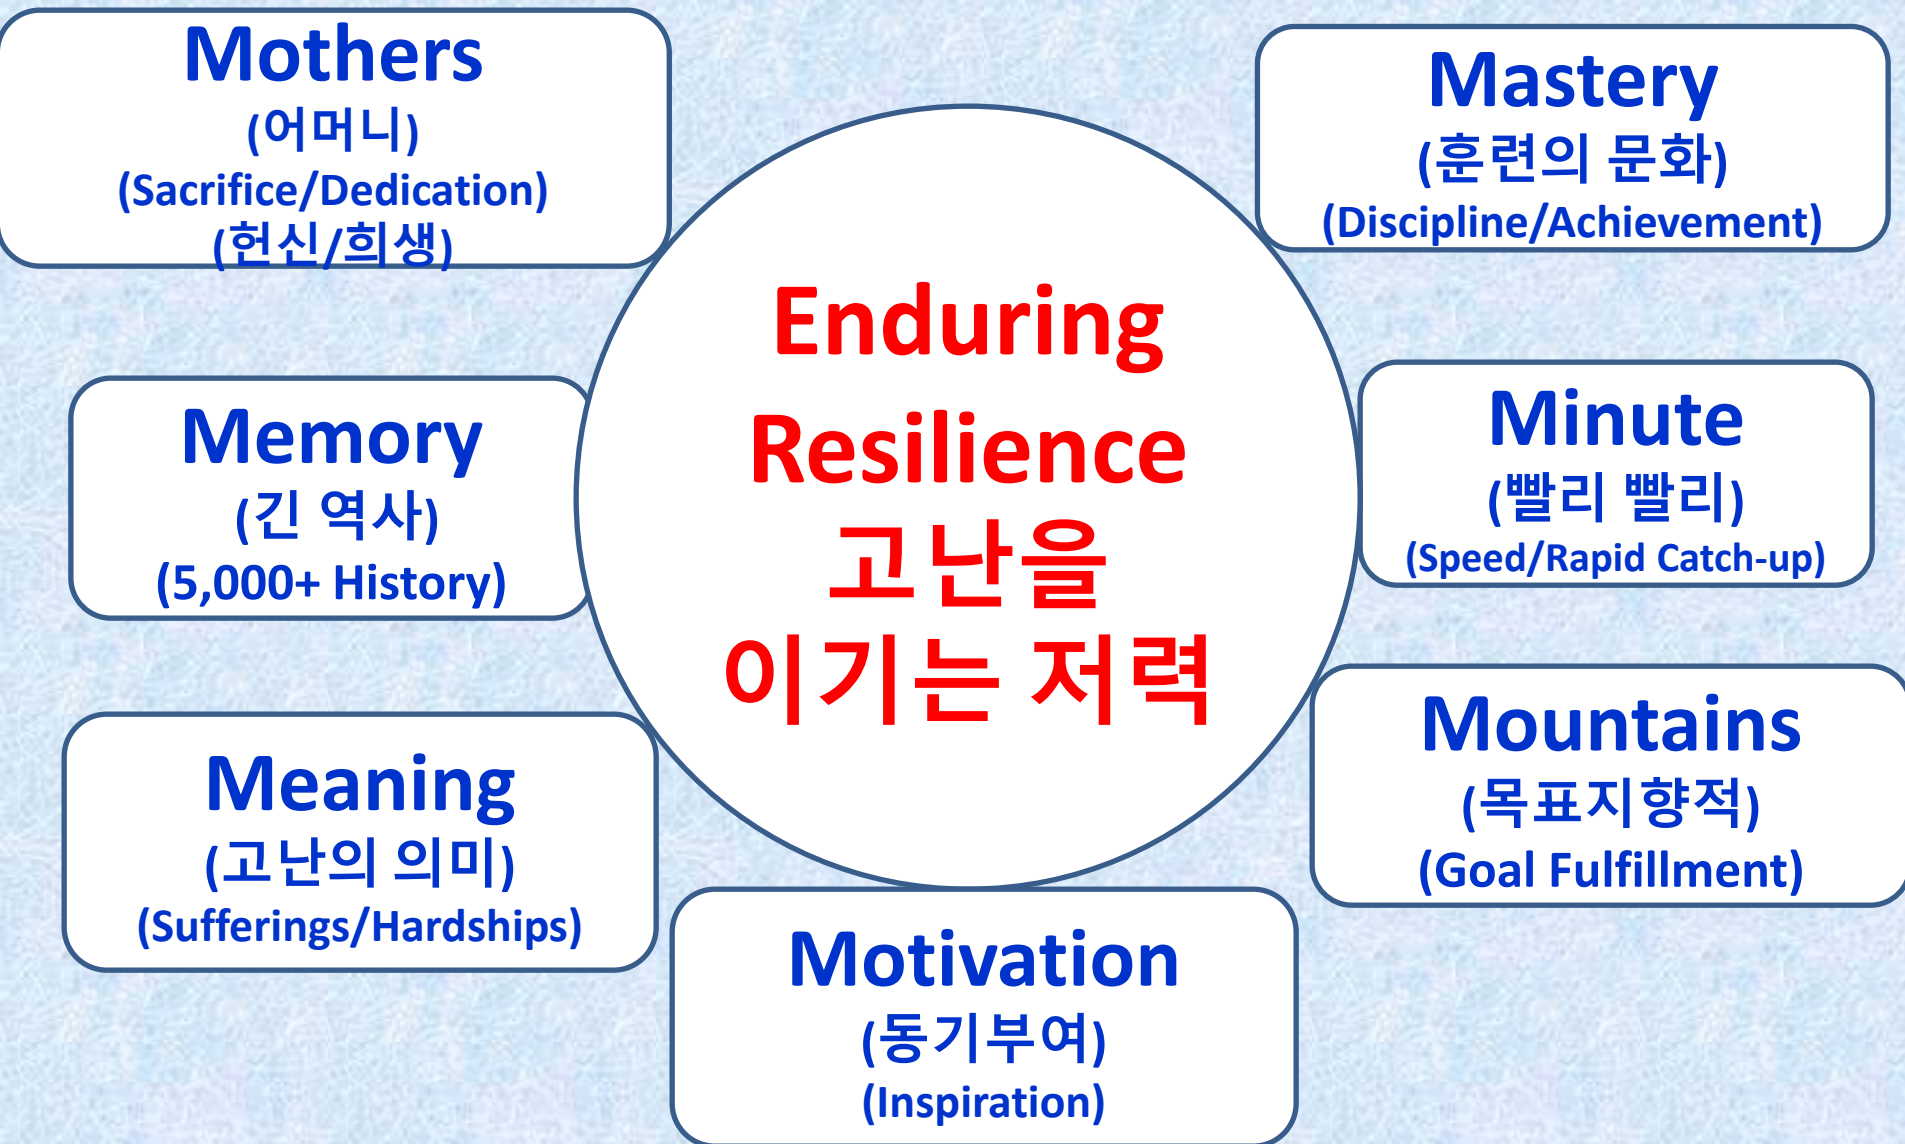 Mothers
(어머니)
(Sacrifice/Dedication)
(헌신/희생)
Memory
(긴 역사)
(5,000+ History)
Meaning
(고난의 의미)
(Sufferings/Hardships)
Enduring
Resilience
고난을
이기는 저력
Motivation
(동기부여)
(Inspiration)
Mastery
(훈련의 문화)
(Discipline/Achievement)
Minute
(빨리 빨리)
(Speed/Rapid Catch-up)
Mountains
(목표지향적)
(Goal Fulfillment)